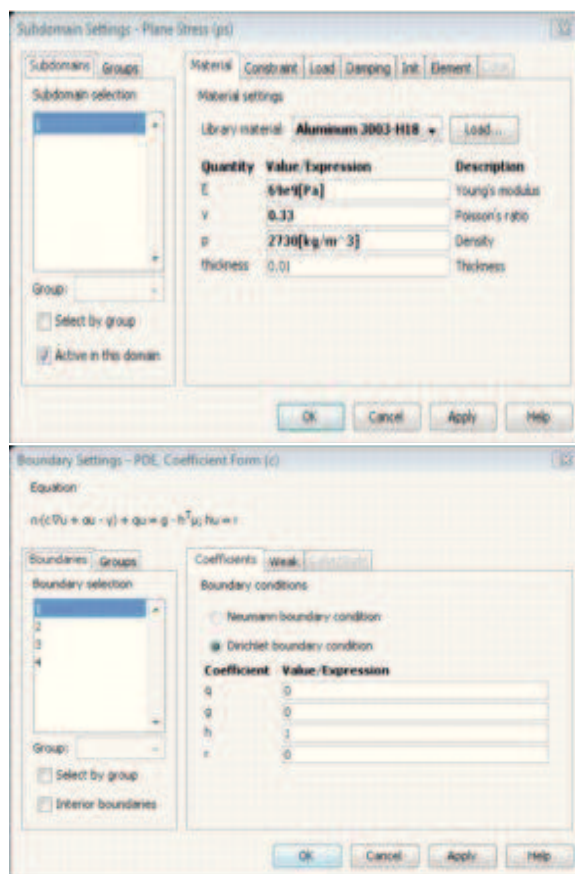 Subdomain Settings - Plane Stress (ps)
Subdomains Groups
Subdomain selection
1
Group:
Select by group
Active in this domain
Material Constraint Load Damping Init Element
Material settings
Library material: Aluminum 3003-H18 Load...
Quantity Value/Expression Description
E 69e9[Pa] Young's modulus
ν 0.33 Poisson's ratio
ρ 2730[kg/m^3] Density
thickness 0.01 Thickness
OK Cancel Apply Help
Boundary Settings - PDE, Coefficient Form (c)
Equation
n·(c∇u + αu - γ) + qu = g - hᵀμ; hu = r
Boundaries Groups
Boundary selection
1
2
3
4
Group:
Select by group
Interior boundaries
Coefficients Weak
Boundary conditions
Neumann boundary condition
Dirichlet boundary condition
Coefficient Value/Expression
q 0
g 0
h 1
r 0
OK Cancel Apply Help